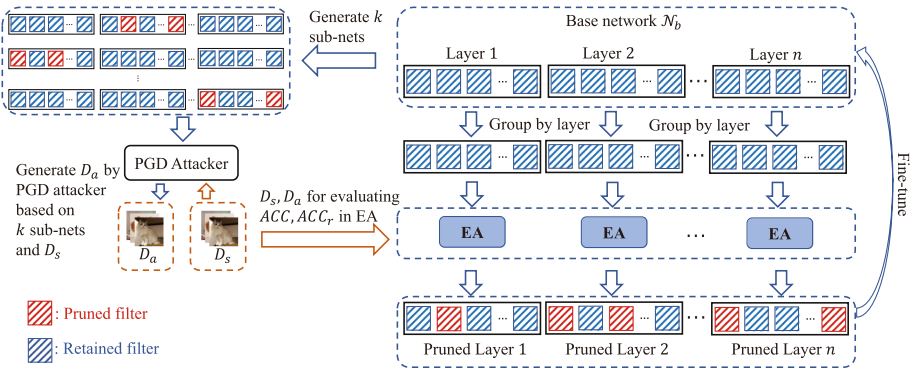 Generate k
sub-nets
Base network 𝒩b
Layer 1
Layer 2
Layer n
... ... ... ...
Group by layer
Group by layer
PGD Attacker
Generate Da by
PGD attacker
based on
k sub-nets
and Ds
Da
Ds
Ds, Da for evaluating
ACC, ACCr in EA
EA
EA
...
EA
Fine-tune
: Pruned filter
: Retained filter
Pruned Layer 1
Pruned Layer 2
Pruned Layer n